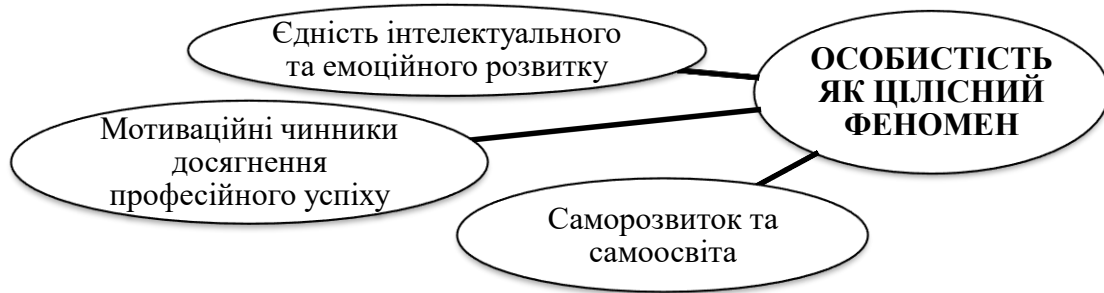 Єдність інтелектуального
та емоційного розвитку
ОСОБИСТІСТЬ
ЯК ЦІЛІСНИЙ
ФЕНОМЕН
Мотиваційні чинники
досягнення
професійного успіху
Саморозвиток та
самоосвіта